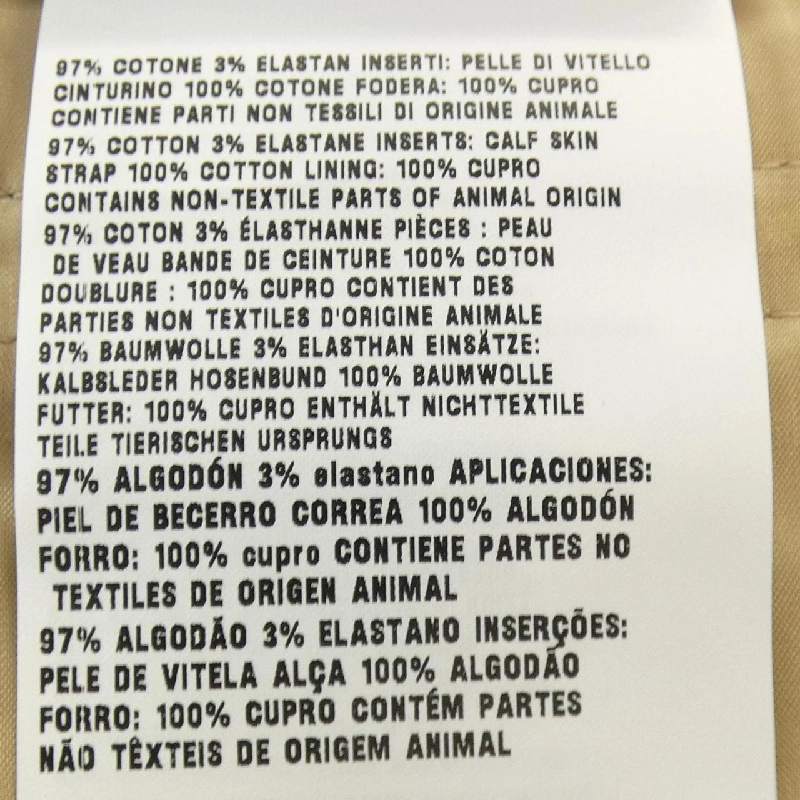 97% COTONE 3% ELASTAN INSERTI: PELLE DI VITELLO
CINTURINO 100% COTONE FODERA: 100% CUPRO
CONTIENE PARTI NON TESSILI DI ORIGINE ANIMALE
97% COTTON 3% ELASTANE INSERTS: CALF SKIN
STRAP 100% COTTON LINING: 100% CUPRO
CONTAINS NON-TEXTILE PARTS OF ANIMAL ORIGIN
97% COTON 3% ÉLASTHANNE PIÈCES : PEAU
DE VEAU BANDE DE CEINTURE 100% COTON
DOUBLURE : 100% CUPRO CONTIENT DES
PARTIES NON TEXTILES D'ORIGINE ANIMALE
97% BAUMWOLLE 3% ELASTHAN EINSÄTZE:
KALBSLEDER HOSENBUND 100% BAUMWOLLE
FUTTER: 100% CUPRO ENTHÄLT NICHTTEXTILE
TEILE TIERISCHEN URSPRUNGS
97% ALGODÓN 3% elastano APLICACIONES:
PIEL DE BECERRO CORREA 100% ALGODÓN
FORRO: 100% cupro CONTIENE PARTES NO
TEXTILES DE ORIGEN ANIMAL
97% ALGODÃO 3% ELASTANO INSERÇÕES:
PELE DE VITELA ALÇA 100% ALGODÃO
FORRO: 100% CUPRO CONTÉM PARTES
NÃO TÊXTEIS DE ORIGEM ANIMAL